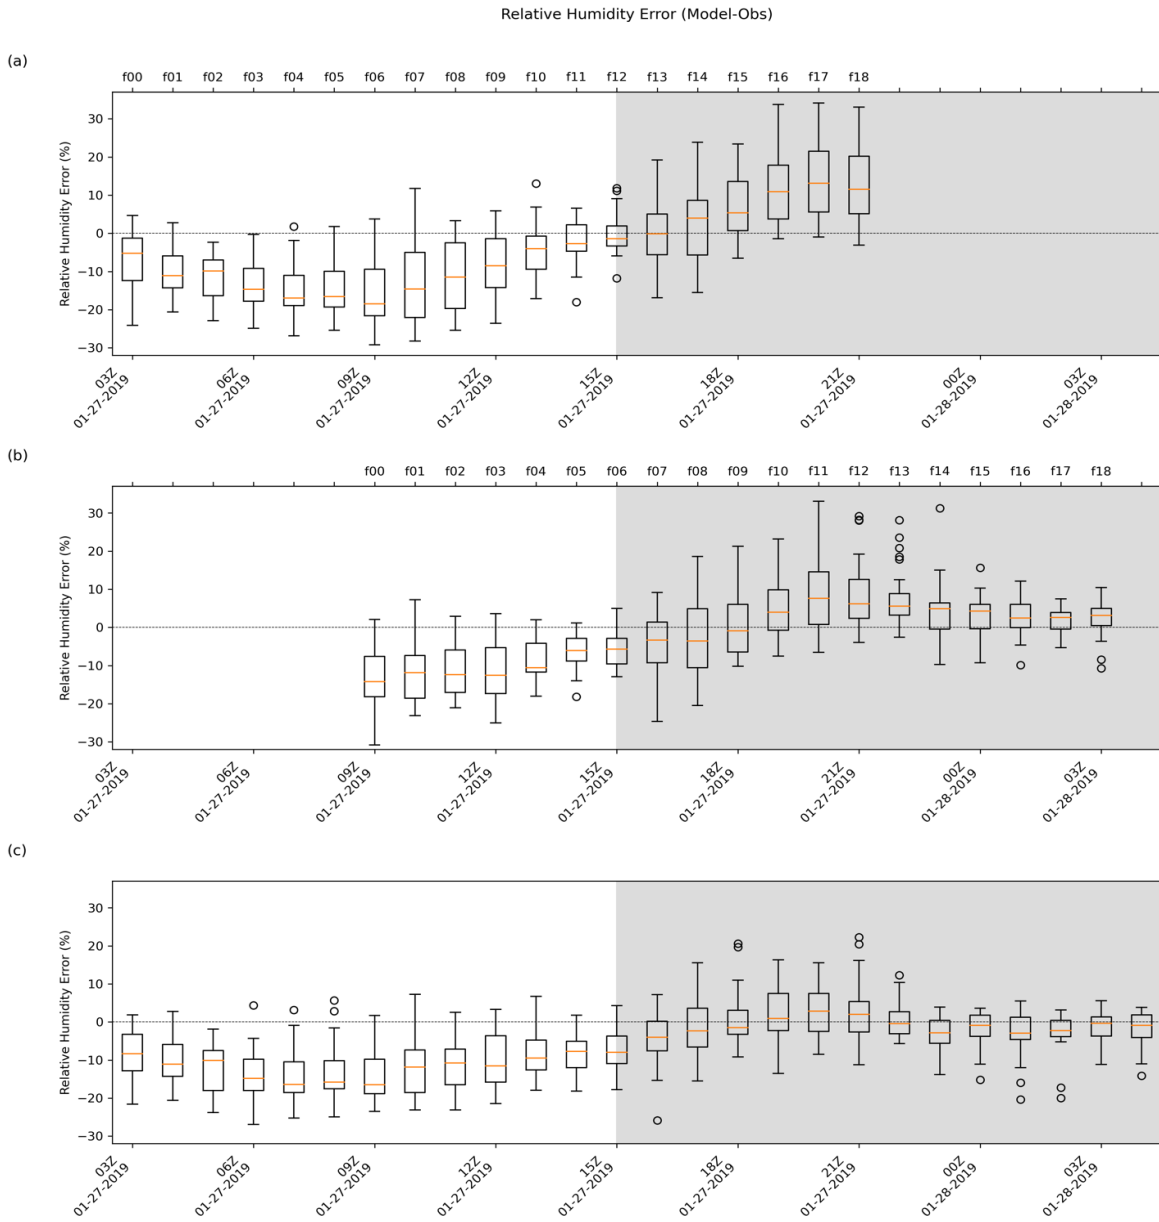 Relative Humidity Error (Model-Obs)
(a)
f00 f01 f02 f03 f04 f05 f06 f07 f08 f09 f10 f11 f12 f13 f14 f15 f16 f17 f18
Relative Humidity Error (%)
30
20
10
0
−10
−20
−30
03Z
01-27-2019
06Z
01-27-2019
09Z
01-27-2019
12Z
01-27-2019
15Z
01-27-2019
18Z
01-27-2019
21Z
01-27-2019
00Z
01-28-2019
03Z
01-28-2019
(b)
f00 f01 f02 f03 f04 f05 f06 f07 f08 f09 f10 f11 f12 f13 f14 f15 f16 f17 f18
Relative Humidity Error (%)
30
20
10
0
−10
−20
−30
03Z
01-27-2019
06Z
01-27-2019
09Z
01-27-2019
12Z
01-27-2019
15Z
01-27-2019
18Z
01-27-2019
21Z
01-27-2019
00Z
01-28-2019
03Z
01-28-2019
(c)
Relative Humidity Error (%)
30
20
10
0
−10
−20
−30
03Z
01-27-2019
06Z
01-27-2019
09Z
01-27-2019
12Z
01-27-2019
15Z
01-27-2019
18Z
01-27-2019
21Z
01-27-2019
00Z
01-28-2019
03Z
01-28-2019